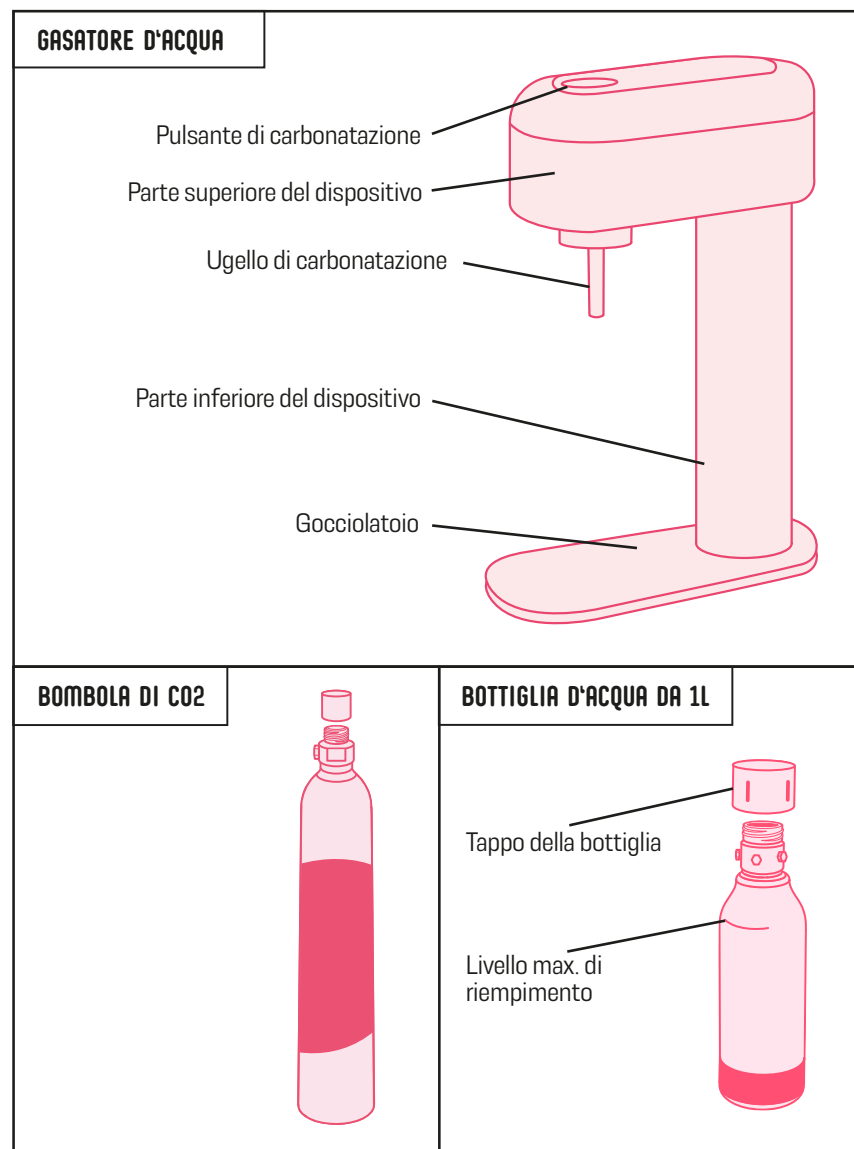 GASATORE D‘ACQUA
Pulsante di carbonatazione
Parte superiore del dispositivo
Ugello di carbonatazione
Parte inferiore del dispositivo
Gocciolatoio
BOMBOLA DI CO2
BOTTIGLIA D‘ACQUA DA 1L
Tappo della bottiglia
Livello max. di
riempimento